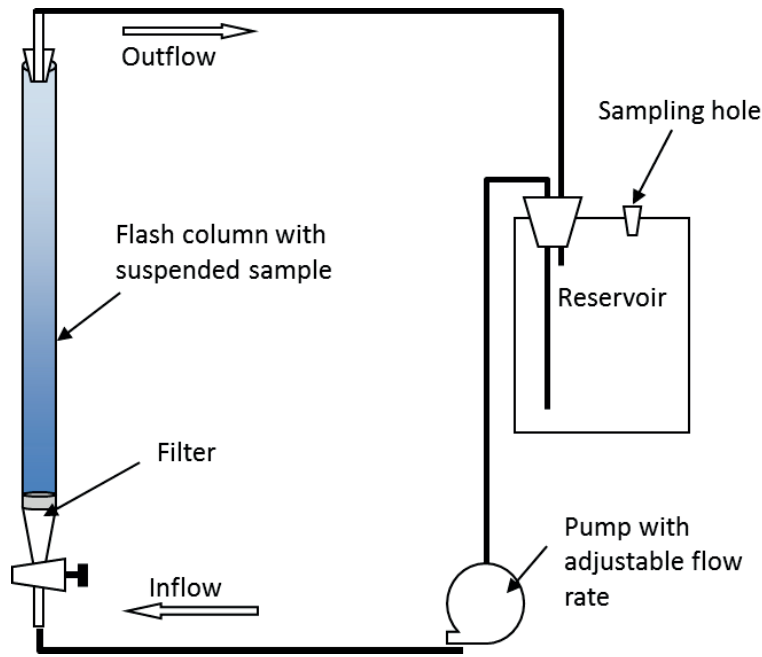 Outflow
Sampling hole
Flash column with
suspended sample
Reservoir
Filter
Pump with
adjustable flow
rate
Inflow